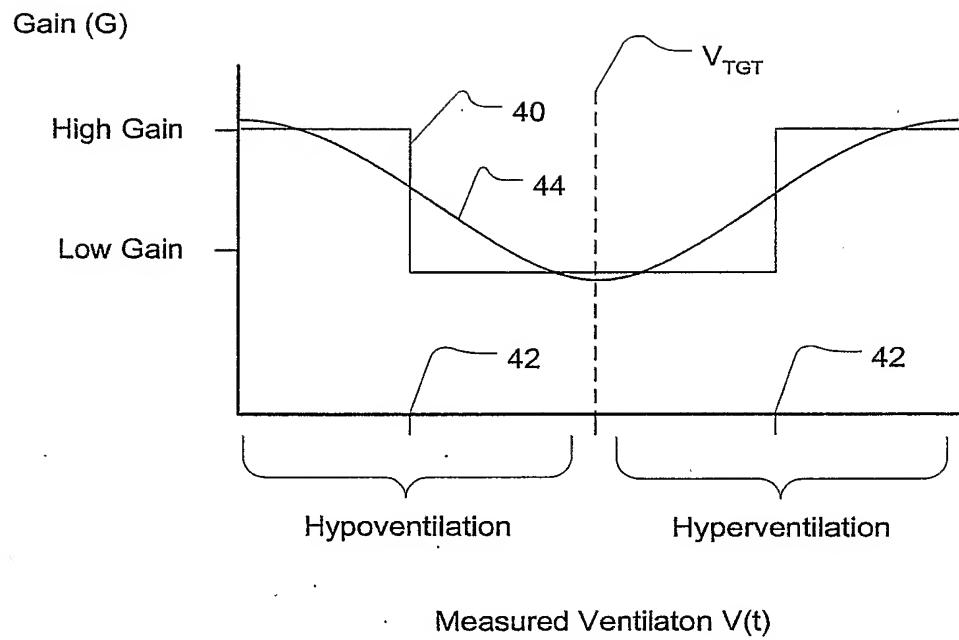 Gain (G)
V_TGT
High Gain
40
44
Low Gain
42
42
Hypoventilation
Hyperventilation
Measured Ventilaton V(t)